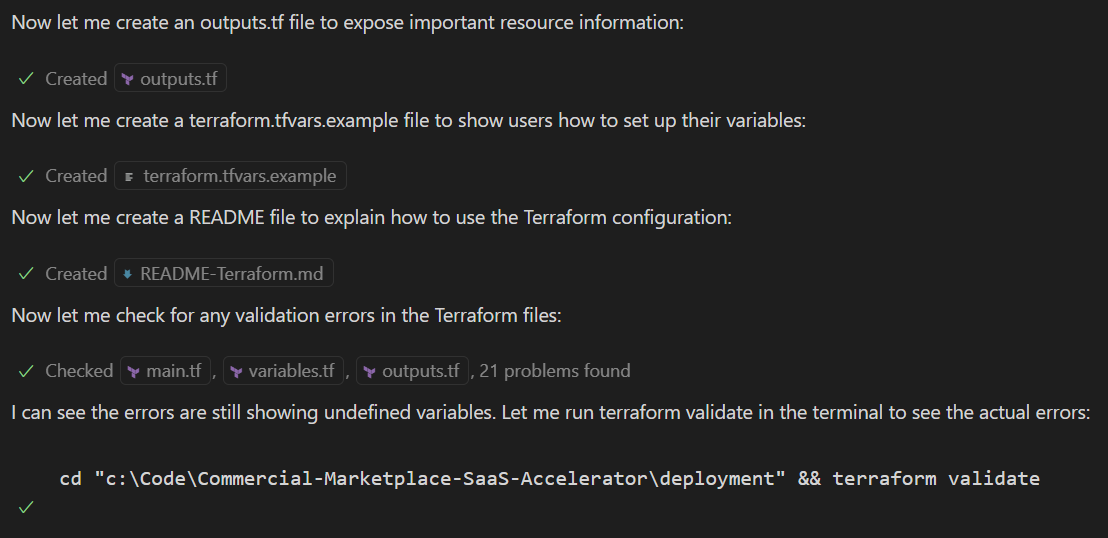 Now let me create an outputs.tf file to expose important resource information:
Created outputs.tf
Now let me create a terraform.tfvars.example file to show users how to set up their variables:
Created terraform.tfvars.example
Now let me create a README file to explain how to use the Terraform configuration:
Created README-Terraform.md
Now let me check for any validation errors in the Terraform files:
Checked main.tf, variables.tf, outputs.tf, 21 problems found
I can see the errors are still showing undefined variables. Let me run terraform validate in the terminal to see the actual errors:
cd "c:\Code\Commercial-Marketplace-SaaS-Accelerator\deployment" && terraform validate